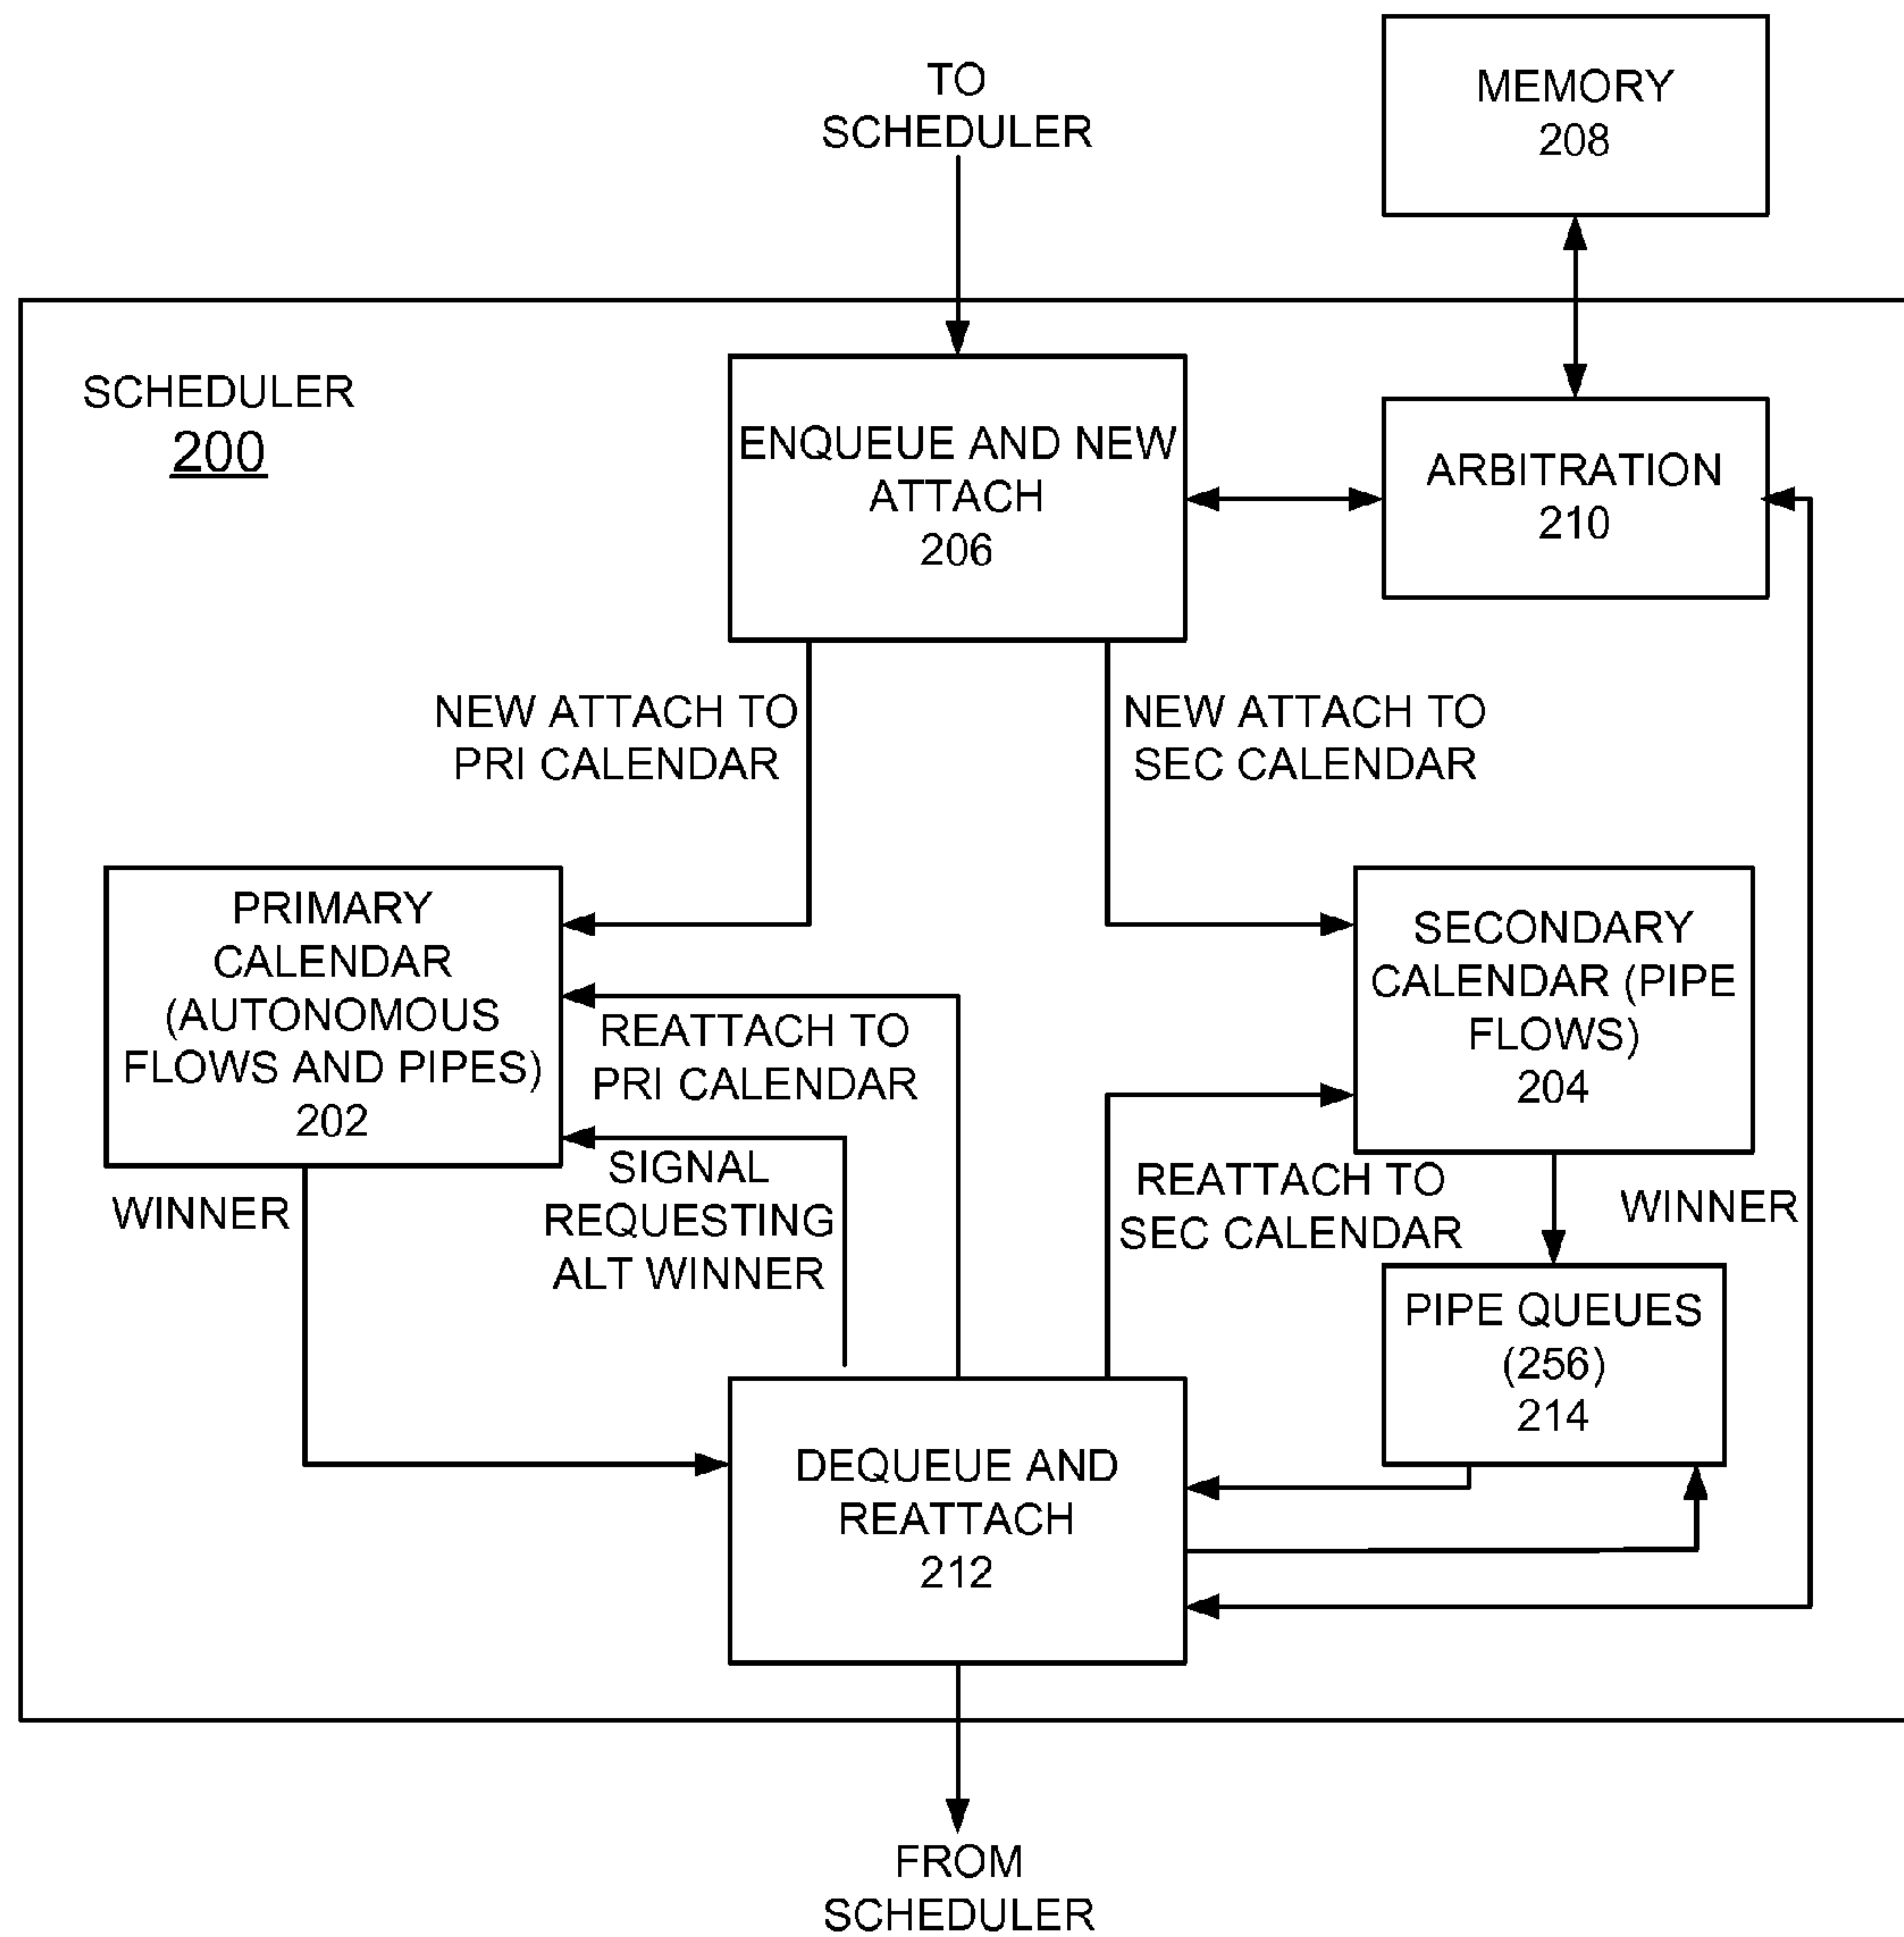 TO
SCHEDULER
MEMORY
208
SCHEDULER
200
ENQUEUE AND NEW
ATTACH
206
ARBITRATION
210
NEW ATTACH TO
PRI CALENDAR
NEW ATTACH TO
SEC CALENDAR
PRIMARY
CALENDAR
(AUTONOMOUS
FLOWS AND PIPES)
202
SECONDARY
CALENDAR (PIPE
FLOWS)
204
REATTACH TO
PRI CALENDAR
WINNER
SIGNAL
REQUESTING
ALT WINNER
REATTACH TO
SEC CALENDAR
WINNER
PIPE QUEUES
(256)
214
DEQUEUE AND
REATTACH
212
FROM
SCHEDULER